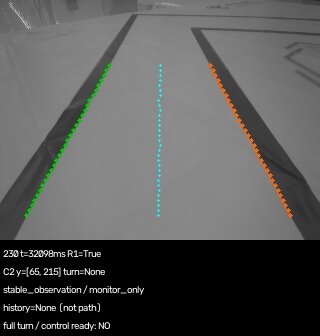 230 t=32098ms R1=True
C2 y=[65, 215] turn=None
stable_observation / monitor_only
history=None (not path)
full turn / control ready: NO